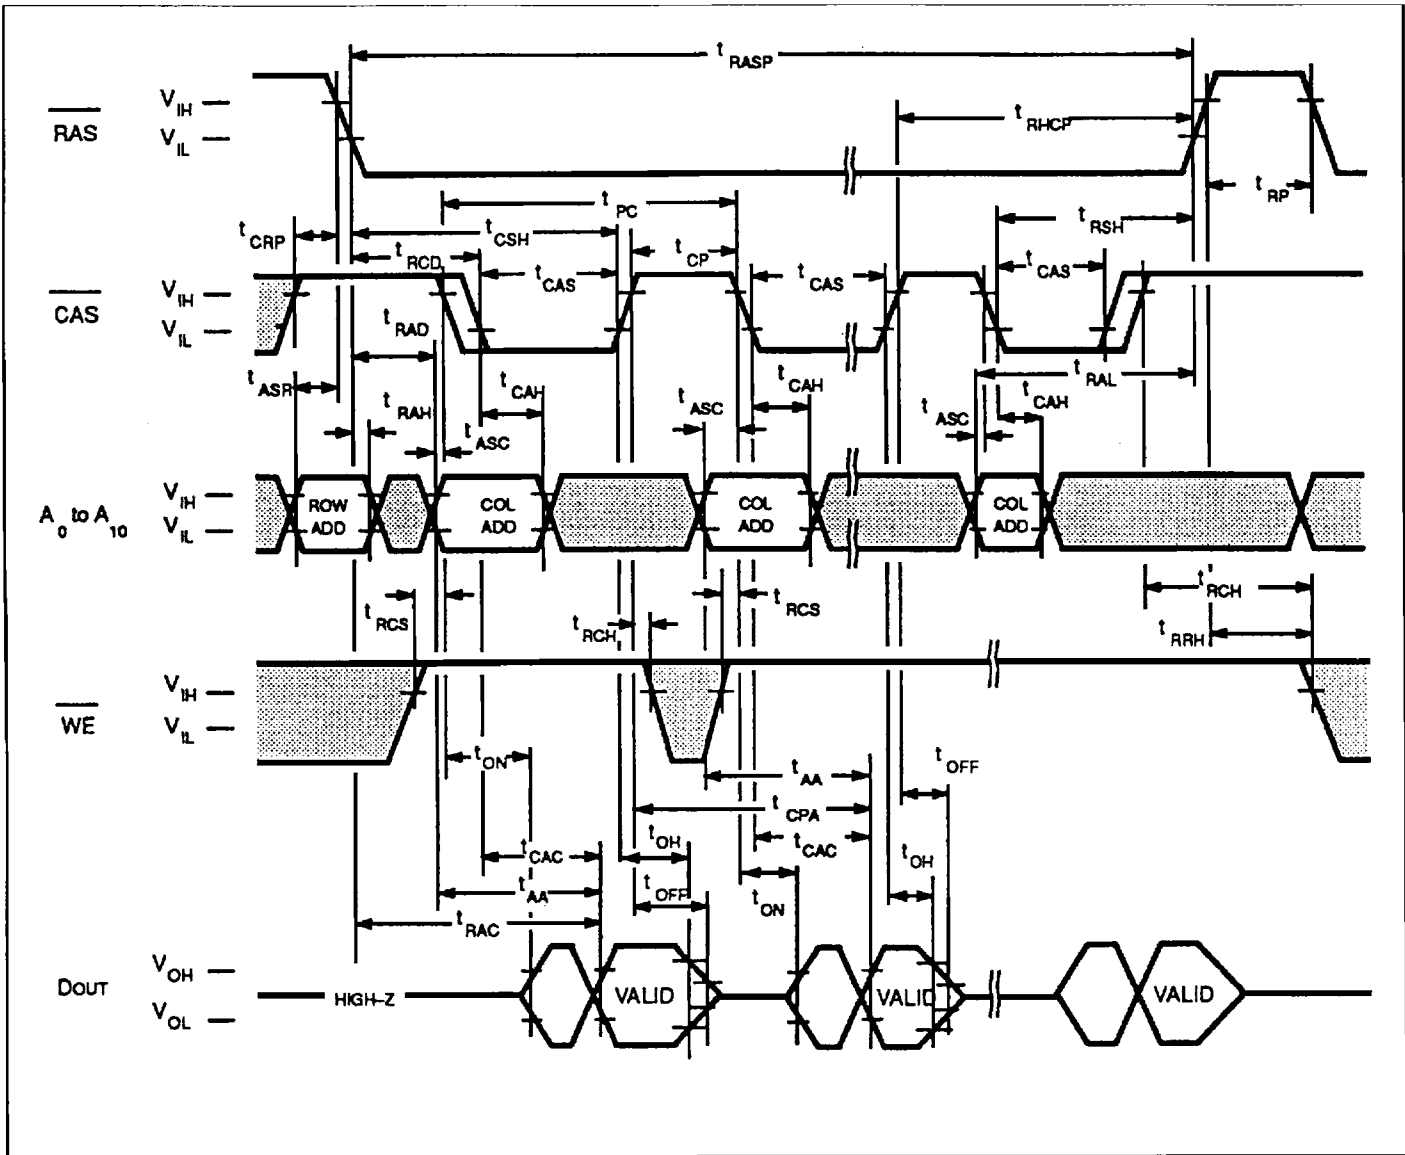 t RASP
RAS
V IH
V IL
t RHCP
t RP
t PC
t RSH
t CRP
t CSH
t RCD
t CP
t CAS
t CAS
t CAS
CAS
V IH
V IL
t RAD
t RAL
t ASR
t CAH
t CAH
t CAH
t RAH
t ASC
t ASC
t ASC
A 0 to A 10
V IH
V IL
ROW ADD
COL ADD
COL ADD
COL ADD
t RCS
t RCH
t RCS
t RCH
t RRH
WE
V IH
V IL
t ON
t AA
t OFF
t CPA
t CAC
t OH
t CAC
t OH
t AA
t OFF
t ON
t RAC
DOUT
V OH
V OL
HIGH–Z
VALID
VALID
VALID